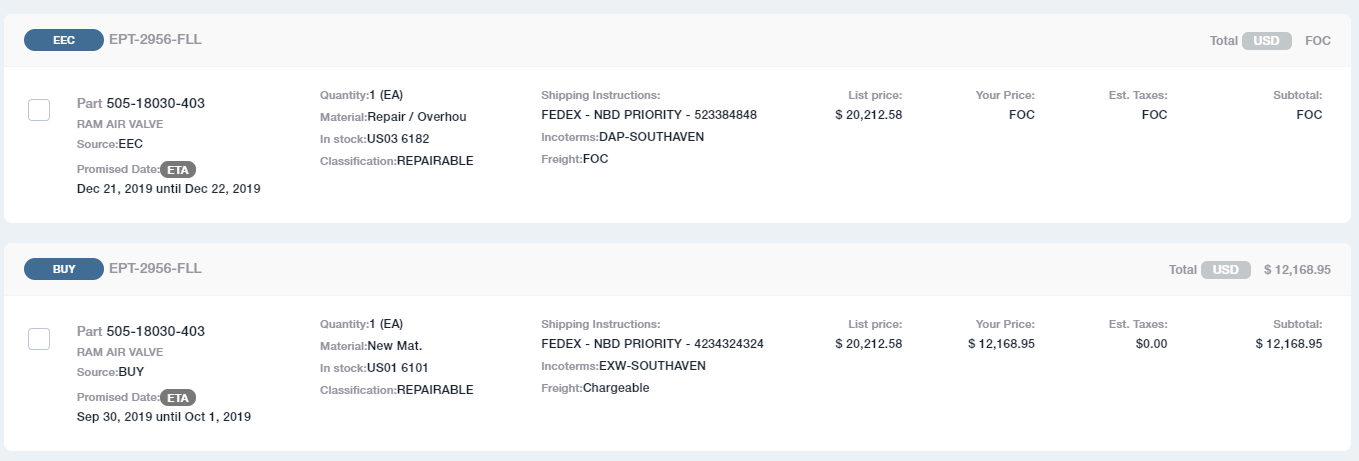 EEC EPT-2956-FLL Total USD FOC
Part 505-18030-403
RAM AIR VALVE
Source:EEC
Promised Date: ETA
Dec 21, 2019 until Dec 22, 2019
Quantity:1 (EA)
Material:Repair / Overhou
In stock:US03 6182
Classification:REPAIRABLE
Shipping Instructions:
FEDEX - NBD PRIORITY - 523384848
Incoterms:DAP-SOUTHAVEN
Freight:FOC
List price:
$ 20,212.58
Your Price:
FOC
Est. Taxes:
FOC
Subtotal:
FOC
BUY EPT-2956-FLL Total USD $ 12,168.95
Part 505-18030-403
RAM AIR VALVE
Source:BUY
Promised Date: ETA
Sep 30, 2019 until Oct 1, 2019
Quantity:1 (EA)
Material:New Mat.
In stock:US01 6101
Classification:REPAIRABLE
Shipping Instructions:
FEDEX - NBD PRIORITY - 4234324324
Incoterms:EXW-SOUTHAVEN
Freight:Chargeable
List price:
$ 20,212.58
Your Price:
$ 12,168.95
Est. Taxes:
$0.00
Subtotal:
$ 12,168.95